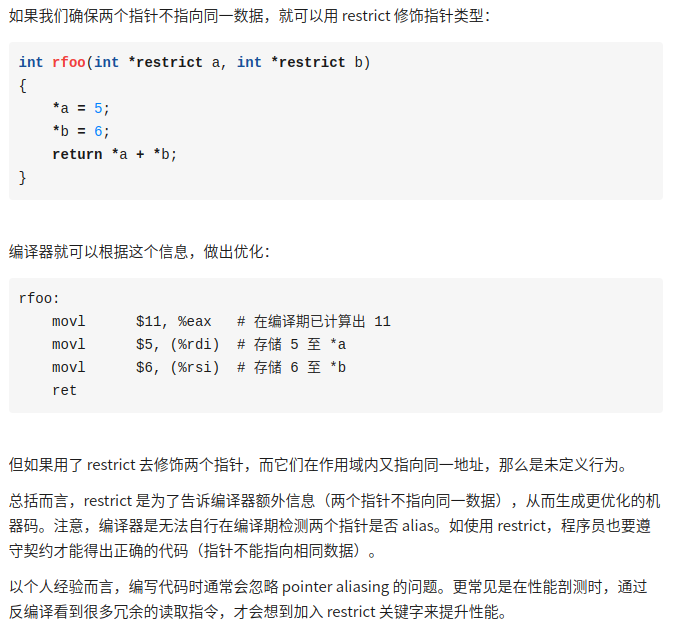 如果我们确保两个指针不指向同一数据，就可以用 restrict 修饰指针类型：
int rfoo(int *restrict a, int *restrict b)
{
    *a = 5;
    *b = 6;
    return *a + *b;
}
编译器就可以根据这个信息，做出优化：
rfoo:
    movl      $11, %eax   # 在编译期已计算出 11
    movl      $5, (%rdi)  # 存储 5 至 *a
    movl      $6, (%rsi)  # 存储 6 至 *b
    ret
但如果用了 restrict 去修饰两个指针，而它们在作用域内又指向同一地址，那么是未定义行为。
总括而言，restrict 是为了告诉编译器额外信息（两个指针不指向同一数据），从而生成更优化的机
器码。注意，编译器是无法自行在编译期检测两个指针是否 alias。如使用 restrict，程序员也要遵
守契约才能得出正确的代码（指针不能指向相同数据）。
以个人经验而言，编写代码时通常会忽略 pointer aliasing 的问题。更常见是在性能剖测时，通过
反编译看到很多冗余的读取指令，才会想到加入 restrict 关键字来提升性能。